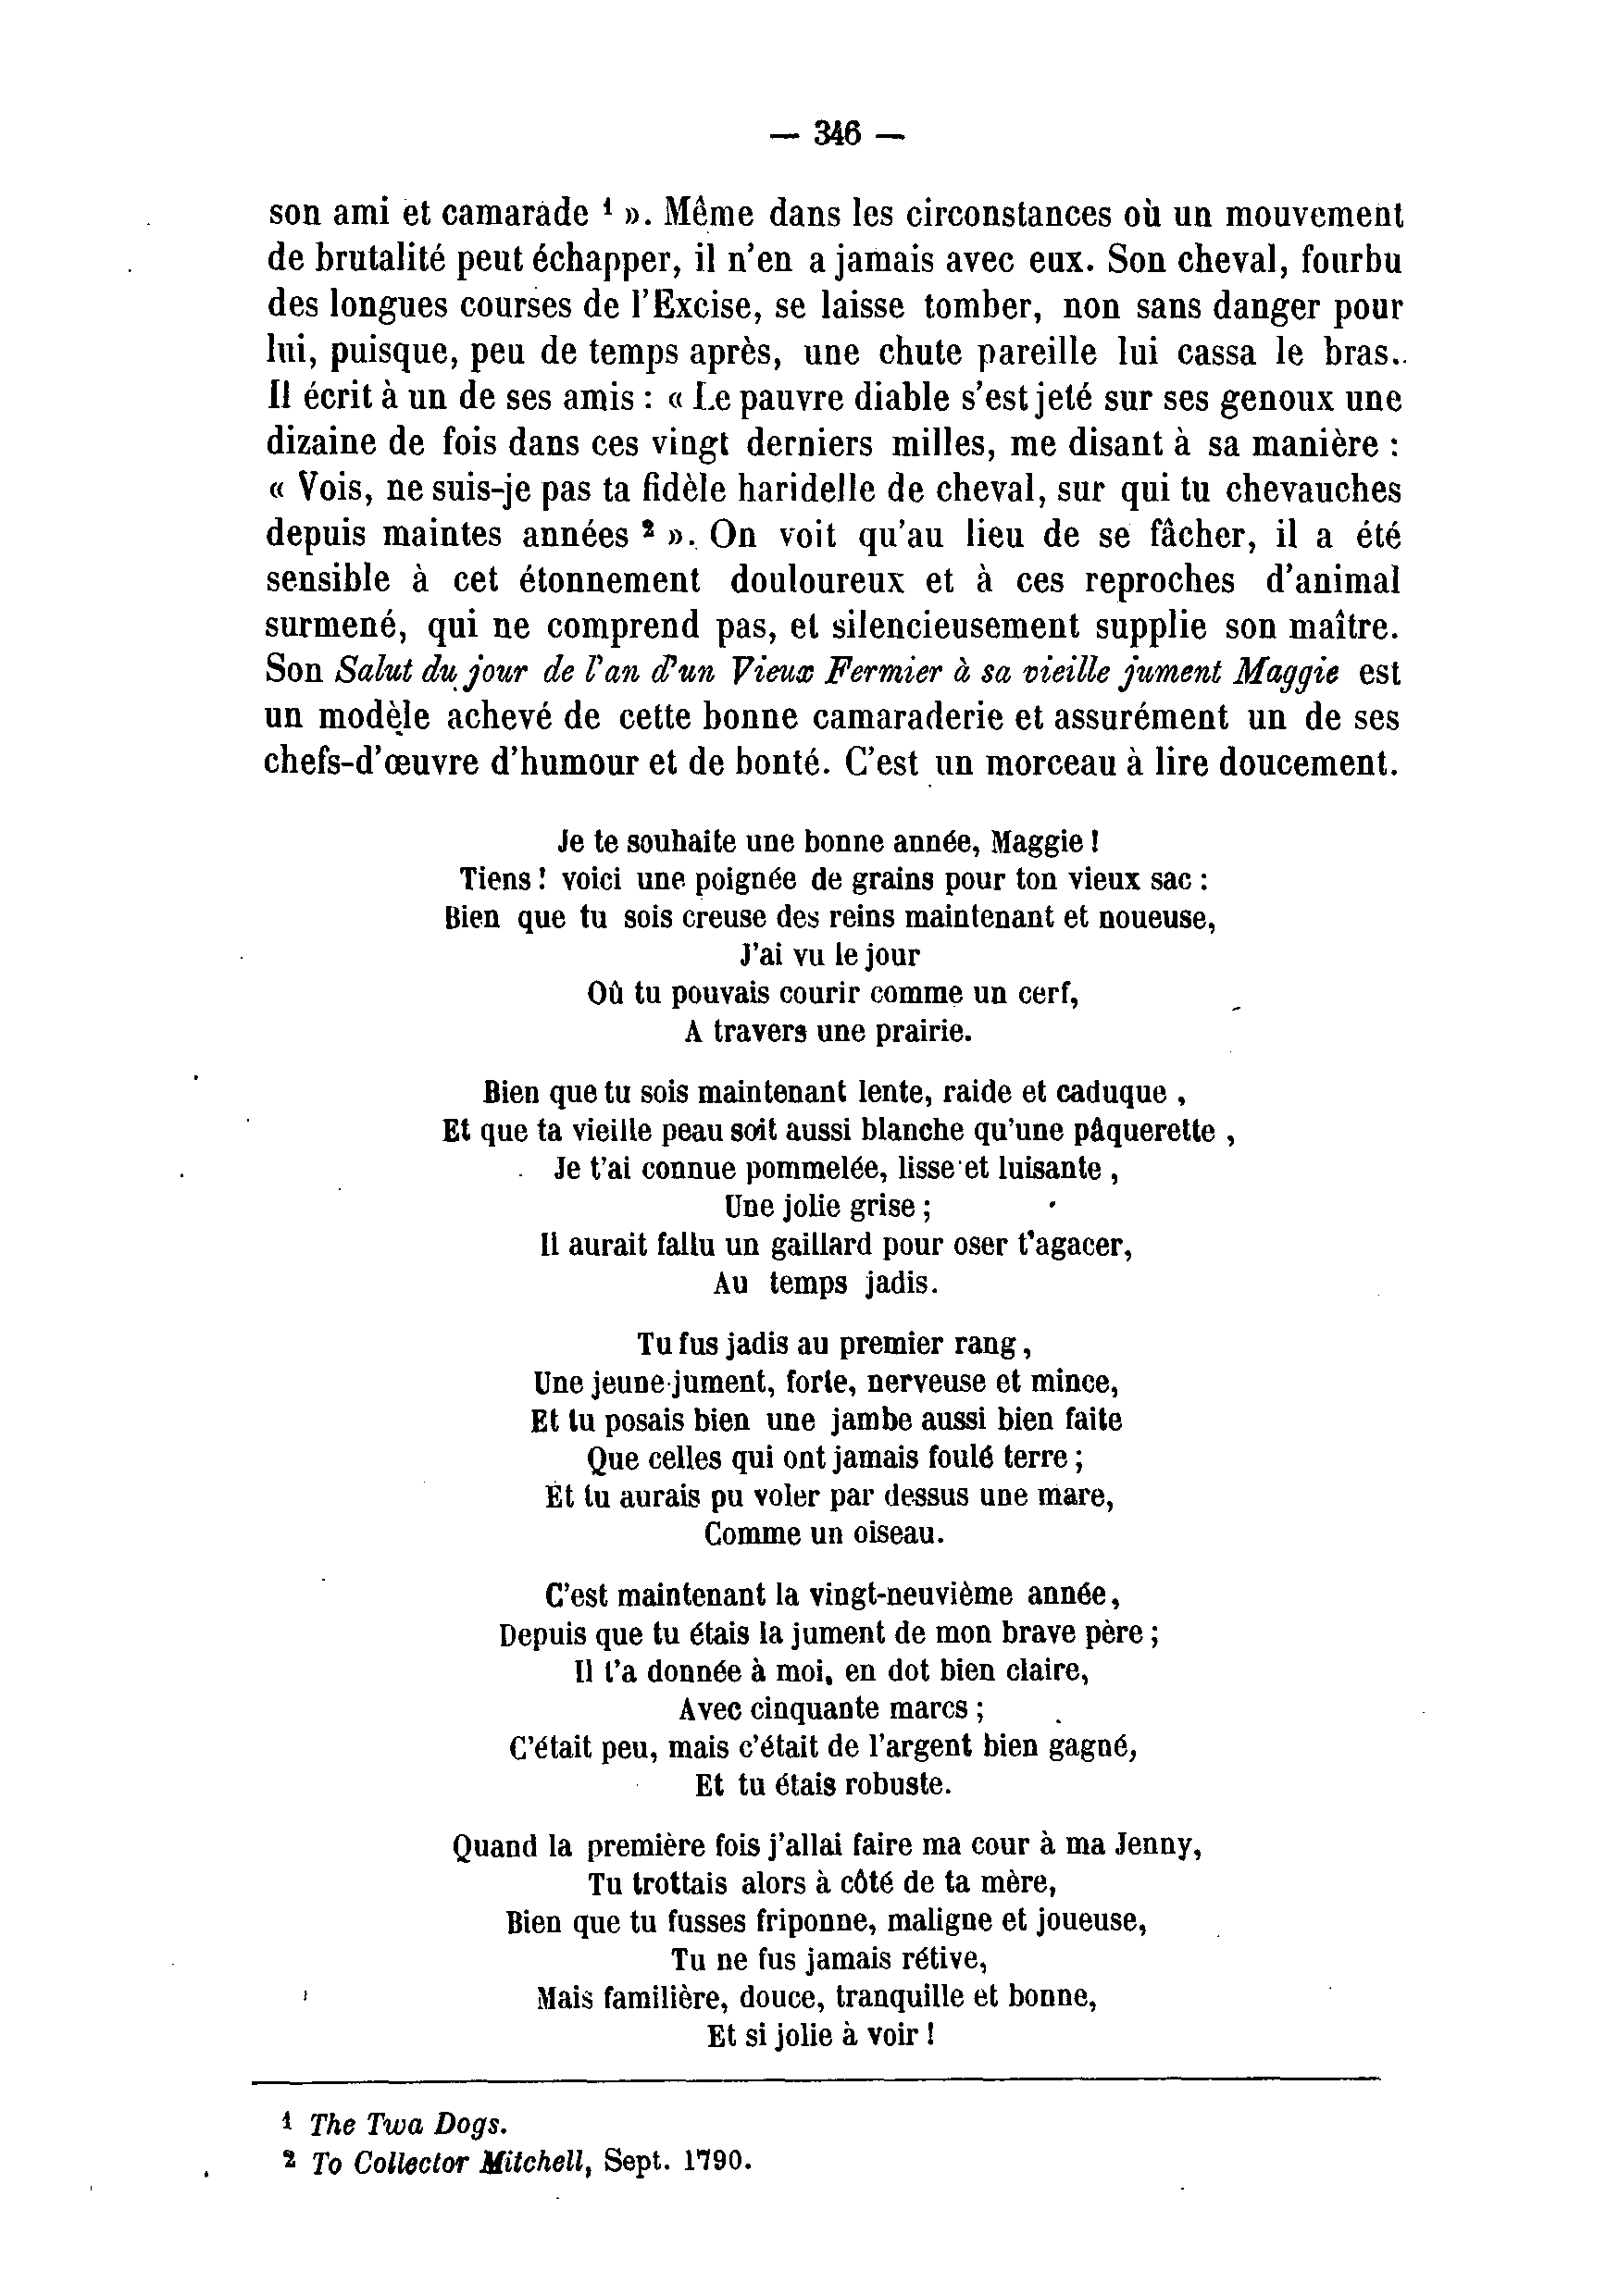 — 346 —
son ami et camarade ¹ ». Même dans les circonstances où un mouvement
de brutalité peut échapper, il n'en a jamais avec eux. Son cheval, fourbu
des longues courses de l'Excise, se laisse tomber, non sans danger pour
lui, puisque, peu de temps après, une chute pareille lui cassa le bras.
Il écrit à un de ses amis : « Le pauvre diable s'est jeté sur ses genoux une
dizaine de fois dans ces vingt derniers milles, me disant à sa manière :
« Vois, ne suis-je pas ta fidèle haridelle de cheval, sur qui tu chevauches
depuis maintes années ² ». On voit qu'au lieu de se fâcher, il a été
sensible à cet étonnement douloureux et à ces reproches d'animal
surmené, qui ne comprend pas, et silencieusement supplie son maître.
Son Salut du jour de l'an d'un Vieux Fermier à sa vieille jument Maggie est
un modèle achevé de cette bonne camaraderie et assurément un de ses
chefs-d'œuvre d'humour et de bonté. C'est un morceau à lire doucement.
Je te souhaite une bonne année, Maggie !
Tiens ! voici une poignée de grains pour ton vieux sac :
Bien que tu sois creuse des reins maintenant et noueuse,
J'ai vu le jour
Où tu pouvais courir comme un cerf,
A travers une prairie.
Bien que tu sois maintenant lente, raide et caduque ,
Et que ta vieille peau soit aussi blanche qu'une pâquerette ,
Je t'ai connue pommelée, lisse et luisante ,
Une jolie grise ;
Il aurait fallu un gaillard pour oser t'agacer,
Au temps jadis.
Tu fus jadis au premier rang ,
Une jeune jument, forte, nerveuse et mince,
Et tu posais bien une jambe aussi bien faite
Que celles qui ont jamais foulé terre ;
Et tu aurais pu voler par dessus une mare,
Comme un oiseau.
C'est maintenant la vingt-neuvième année,
Depuis que tu étais la jument de mon brave père ;
Il t'a donnée à moi, en dot bien claire,
Avec cinquante marcs ;
C'était peu, mais c'était de l'argent bien gagné,
Et tu étais robuste.
Quand la première fois j'allai faire ma cour à ma Jenny,
Tu trottais alors à côté de ta mère,
Bien que tu fusses friponne, maligne et joueuse,
Tu ne fus jamais rétive,
Mais familière, douce, tranquille et bonne,
Et si jolie à voir !
¹ The Twa Dogs.
² To Collector Mitchell, Sept. 1790.